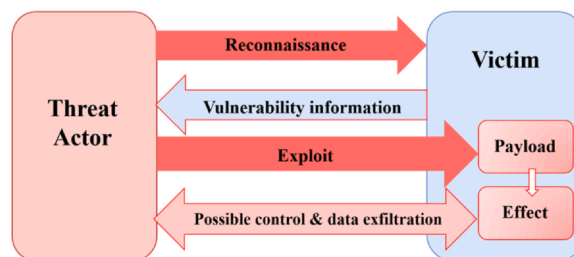 Reconnaissance
Victim
Threat
Actor
Vulnerability information
Exploit
Payload
Possible control & data exfiltration
Effect